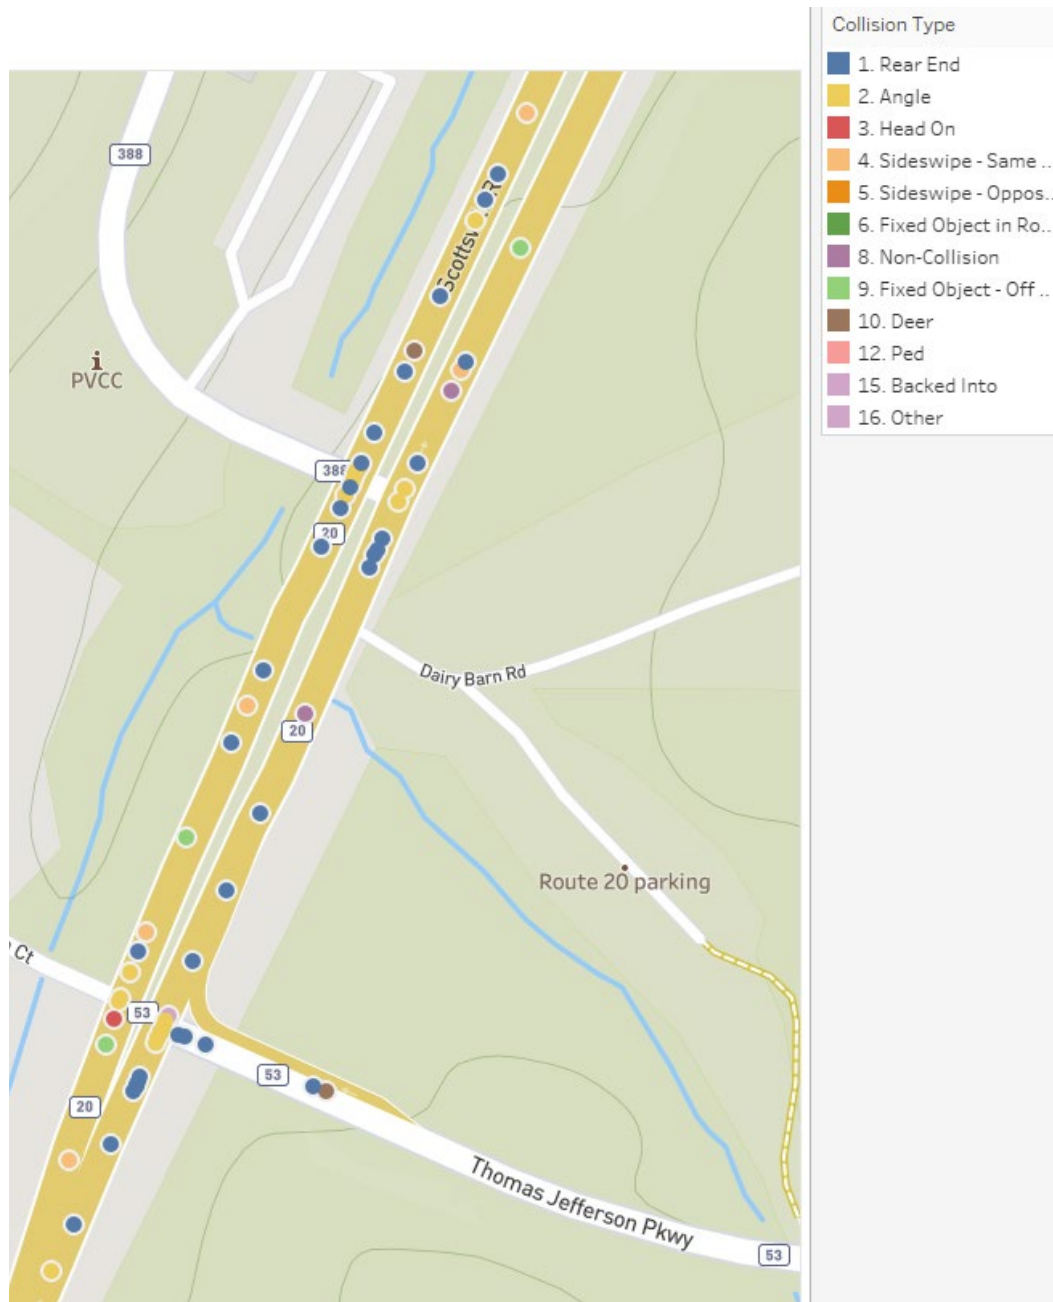 Collision Type
1. Rear End
2. Angle
3. Head On
4. Sideswipe - Same ..
5. Sideswipe - Oppos..
6. Fixed Object in Ro..
8. Non-Collision
9. Fixed Object - Off ..
10. Deer
12. Ped
15. Backed Into
16. Other
388
i
PVCC
388
20
Dairy Barn Rd
20
Route 20 parking
Ct
53
53
20
Thomas Jefferson Pkwy
53